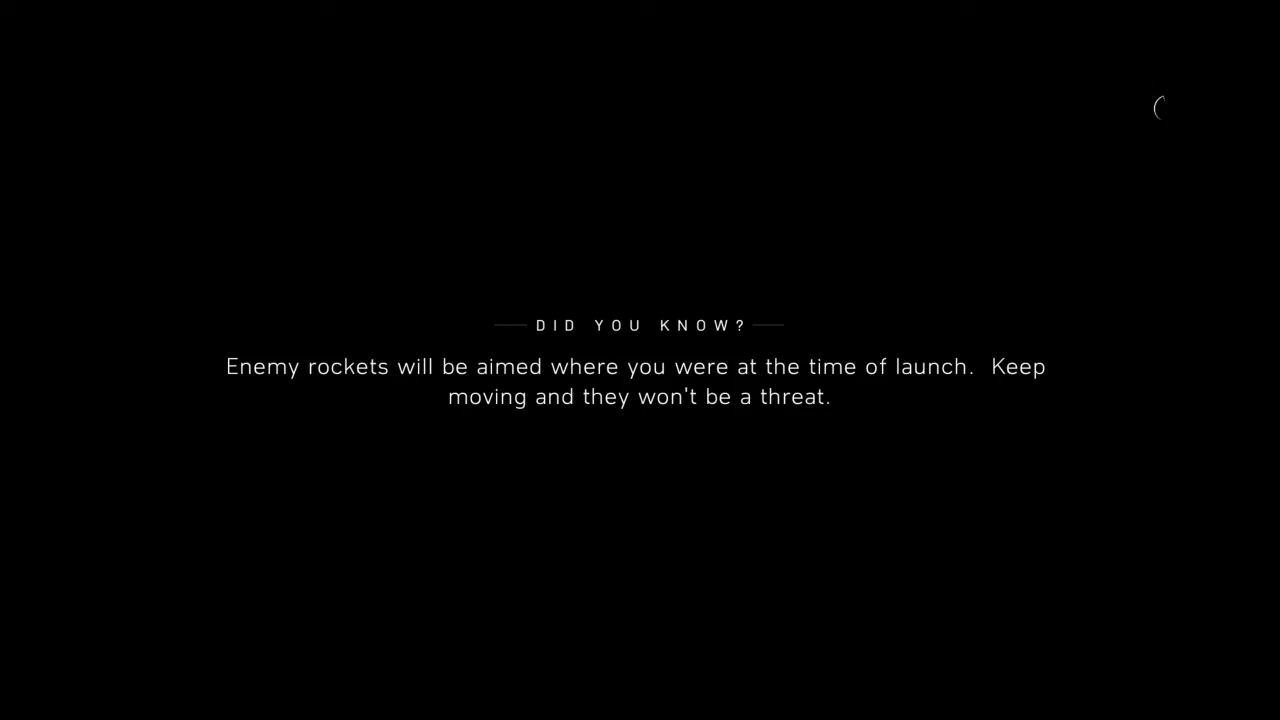 DID YOU KNOW?
Enemy rockets will be aimed where you were at the time of launch.  Keep
moving and they won't be a threat.